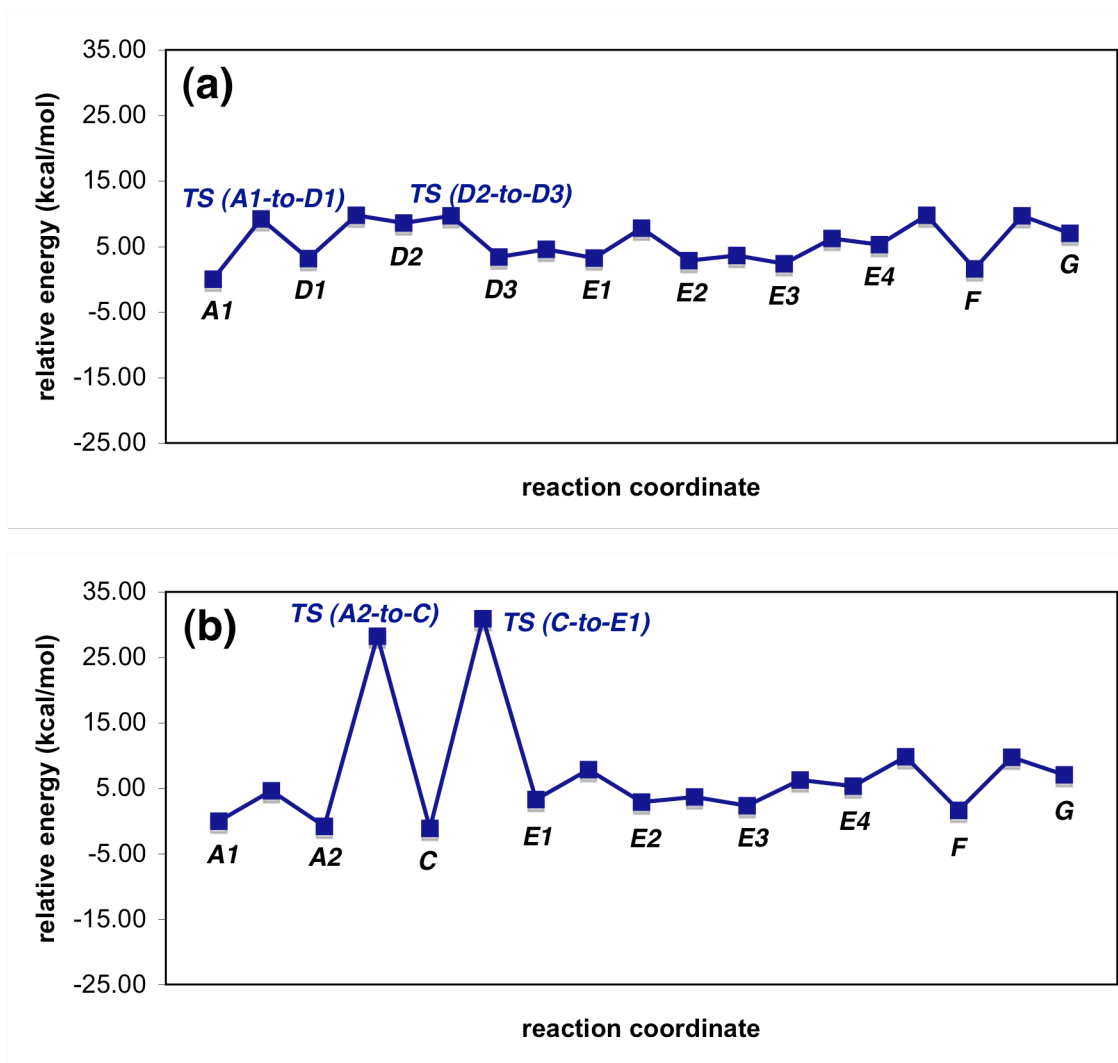 35.00
(a)
25.00
15.00
TS (A1-to-D1)
TS (D2-to-D3)
5.00
-5.00
-15.00
-25.00
A1
D1
D2
D3
E1
E2
E3
E4
F
G
relative energy (kcal/mol)
reaction coordinate
35.00
(b)
TS (A2-to-C)
TS (C-to-E1)
25.00
15.00
5.00
-5.00
-15.00
-25.00
A1
A2
C
E1
E2
E3
E4
F
G
relative energy (kcal/mol)
reaction coordinate